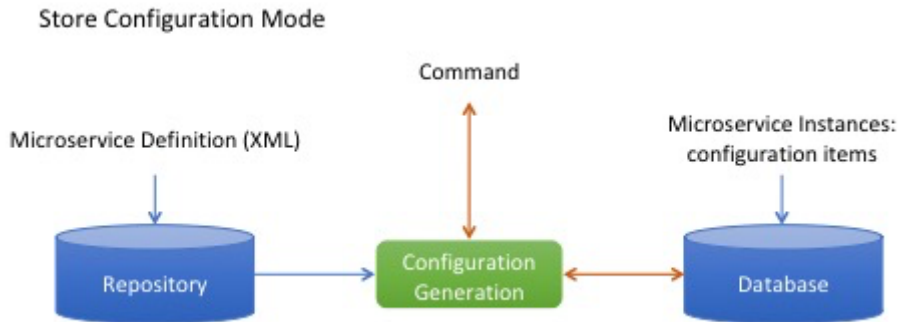 Store Configuration Mode
Command
Microservice Definition (XML)
Microservice Instances:
configuration items
Repository
Configuration
Generation
Database